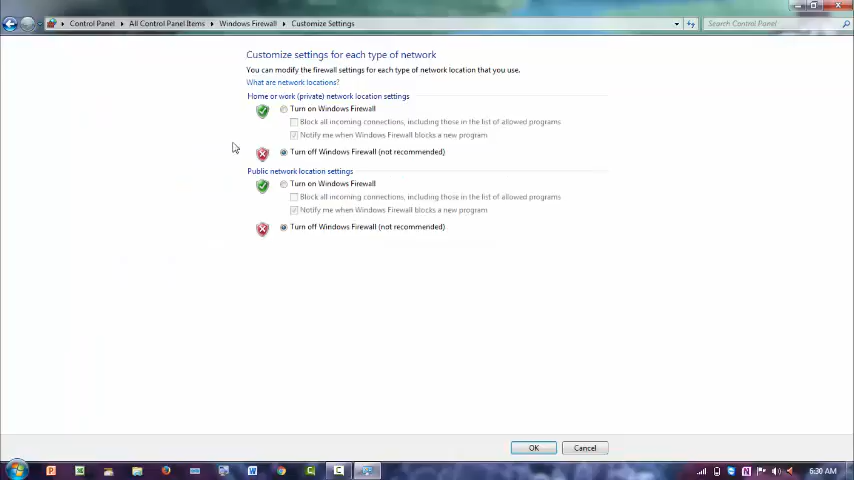 Control Panel ▸ All Control Panel Items ▸ Windows Firewall ▸ Customize Settings
Search Control Panel
Customize settings for each type of network
You can modify the firewall settings for each type of network location that you use.
What are network locations?
Home or work (private) network location settings
Turn on Windows Firewall
Block all incoming connections, including those in the list of allowed programs
Notify me when Windows Firewall blocks a new program
Turn off Windows Firewall (not recommended)
Public network location settings
Turn on Windows Firewall
Block all incoming connections, including those in the list of allowed programs
Notify me when Windows Firewall blocks a new program
Turn off Windows Firewall (not recommended)
OK
Cancel
6:30 AM